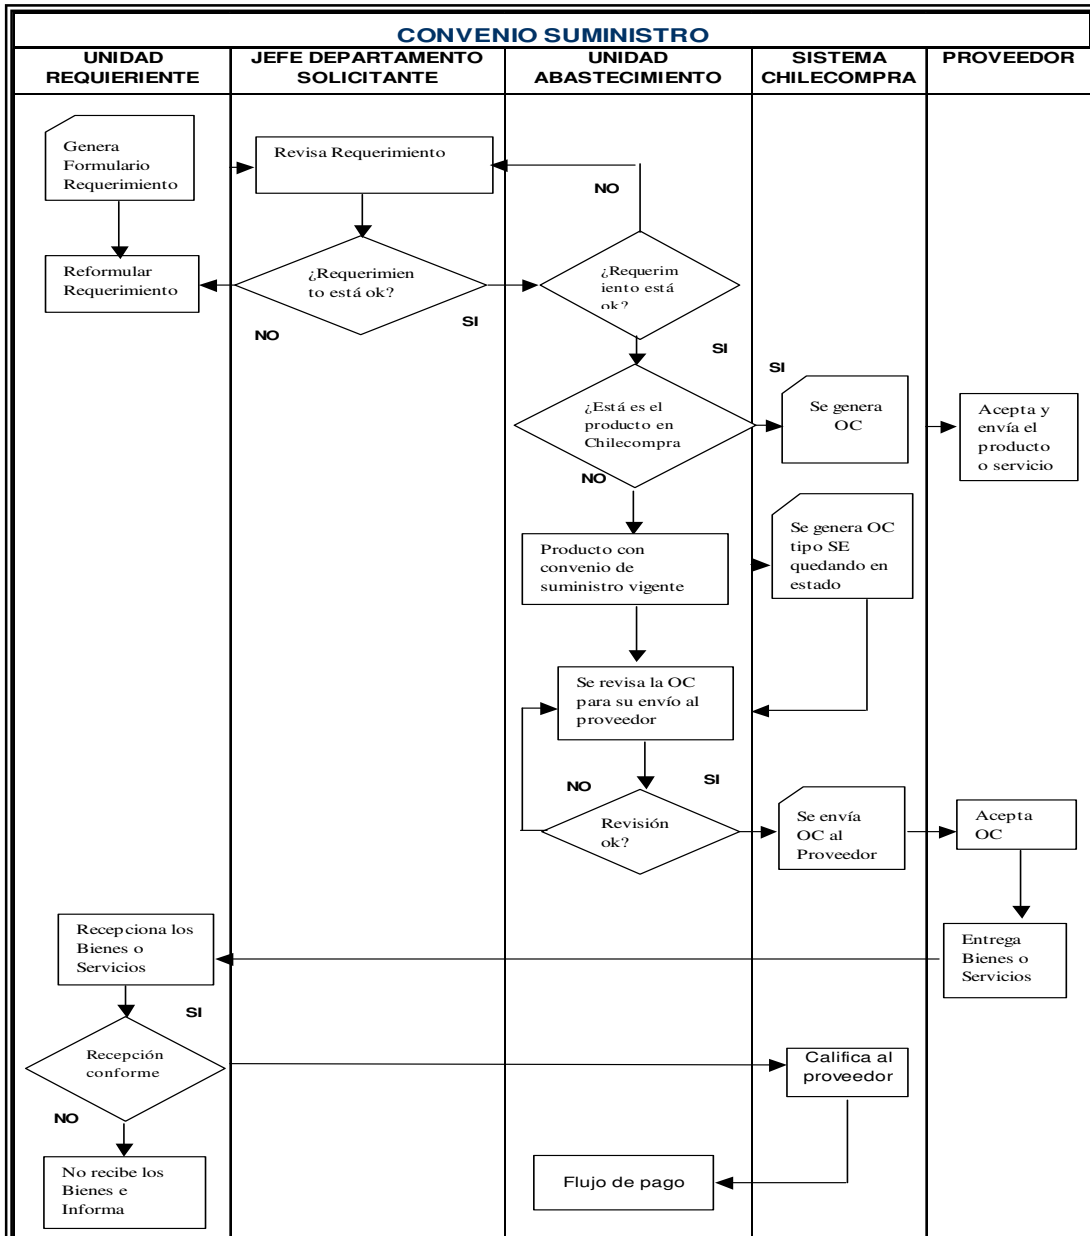 CONVENIO SUMINISTRO
UNIDAD
REQUIERIENTE
JEFE DEPARTAMENTO
SOLICITANTE
UNIDAD
ABASTECIMIENTO
SISTEMA
CHILECOMPRA
PROVEEDOR
Genera
Formulario
Requerimiento
Revisa Requerimiento
NO
Reformular
Requerimiento
¿Requerimien
to está ok?
¿Requerim
iento está
ok?
NO
SI
SI
SI
¿Está es el
producto en
Chilecompra
Se genera
OC
Acepta y
envía el
producto
o servicio
NO
Producto con
convenio de
suministro vigente
Se genera OC
tipo SE
quedando en
estado
Se revisa la OC
para su envío al
proveedor
NO
SI
Revisión
ok?
Se envía
OC al
Proveedor
Acepta
OC
Recepciona los
Bienes o
Servicios
Entrega
Bienes o
Servicios
SI
Recepción
conforme
Califica al
proveedor
NO
No recibe los
Bienes e
Informa
Flujo de pago